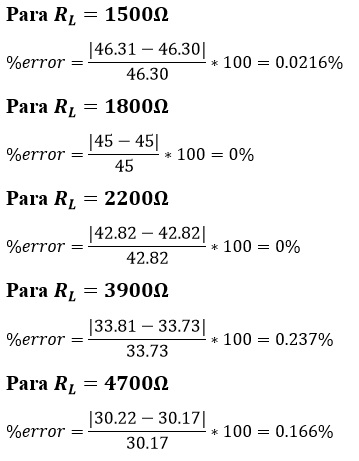 Para R_L = 1500Ω
%error = |46.31 − 46.30| / 46.30 * 100 = 0.0216%
Para R_L = 1800Ω
%error = |45 − 45| / 45 * 100 = 0%
Para R_L = 2200Ω
%error = |42.82 − 42.82| / 42.82 * 100 = 0%
Para R_L = 3900Ω
%error = |33.81 − 33.73| / 33.73 * 100 = 0.237%
Para R_L = 4700Ω
%error = |30.22 − 30.17| / 30.17 * 100 = 0.166%